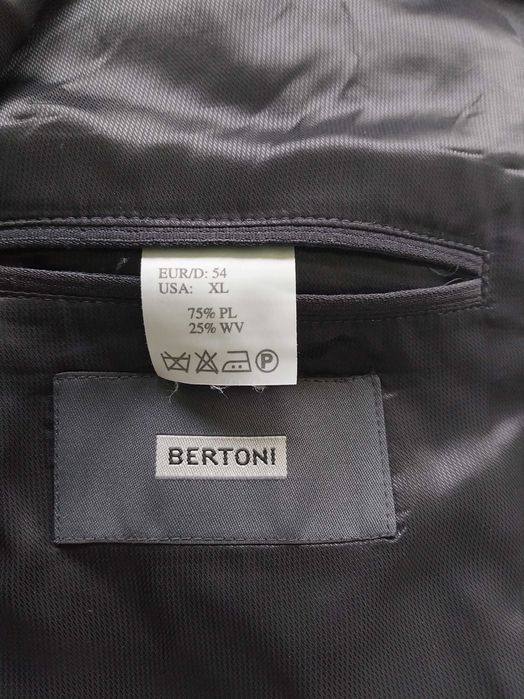 EUR/D: 54
USA: XL
75% PL
25% WV
P
BERTONI